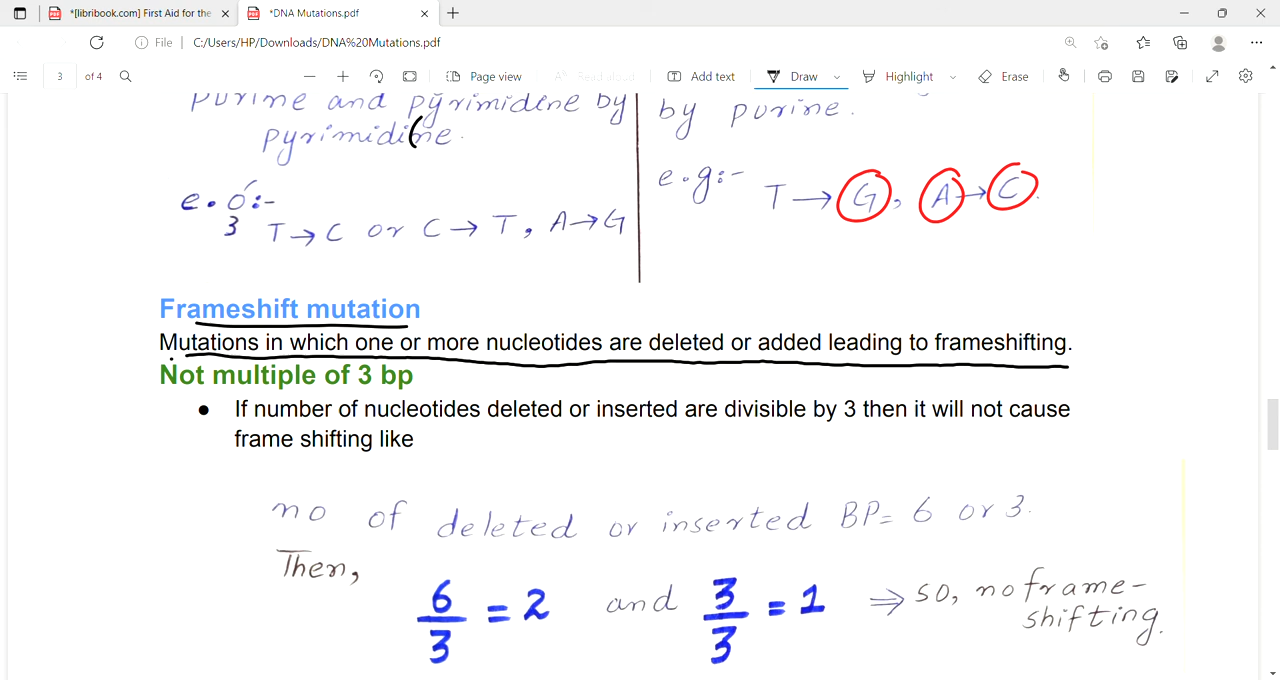 *[libribook.com] First Aid for the
*DNA Mutations.pdf
File
C:/Users/HP/Downloads/DNA%20Mutations.pdf
3 of 4
Page view
Read aloud
Add text
Draw
Highlight
Erase
purine and pyrimidine by
pyrimidine.
e.g:-
3
T → C or C → T, A → G
by purine.
e.g:-
T → G, A → C.
Frameshift mutation
Mutations in which one or more nucleotides are deleted or added leading to frameshifting.
Not multiple of 3 bp
● If number of nucleotides deleted or inserted are divisible by 3 then it will not cause
frame shifting like
no of deleted or inserted BP= 6 or 3.
Then,
6/3 = 2 and 3/3 = 1 ⇒ so, no frame-
shifting.